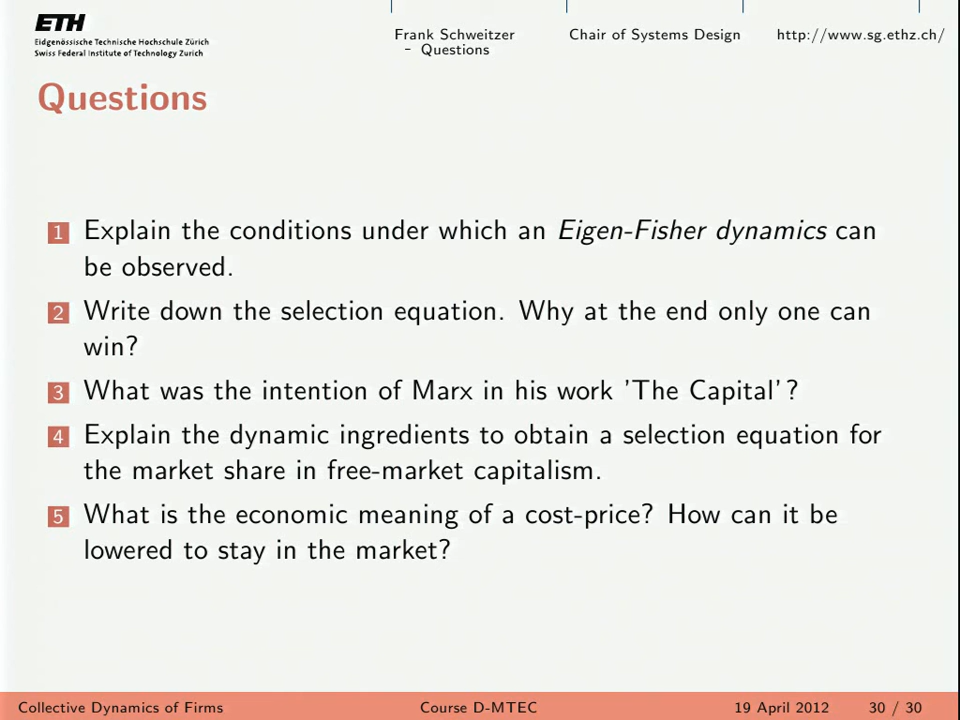 ETH
Eidgenössische Technische Hochschule Zürich
Swiss Federal Institute of Technology Zurich
Frank Schweitzer
– Questions
Chair of Systems Design
http://www.sg.ethz.ch/
Questions
1 Explain the conditions under which an Eigen-Fisher dynamics can
be observed.
2 Write down the selection equation. Why at the end only one can
win?
3 What was the intention of Marx in his work 'The Capital'?
4 Explain the dynamic ingredients to obtain a selection equation for
the market share in free-market capitalism.
5 What is the economic meaning of a cost-price? How can it be
lowered to stay in the market?
Collective Dynamics of Firms
Course D-MTEC
19 April 2012
30 / 30